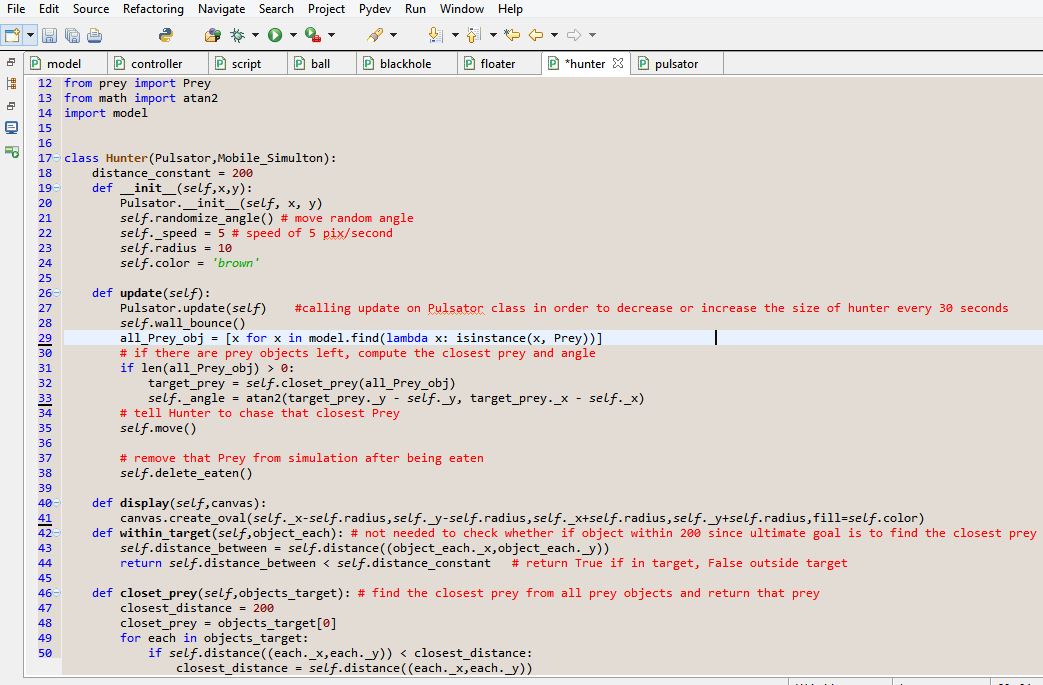 File Edit Source Refactoring Navigate Search Project Pydev Run Window Help
model controller script ball blackhole floater *hunter pulsator
12 from prey import Prey
13 from math import atan2
14 import model
15
16
17 class Hunter(Pulsator,Mobile_Simulton):
18     distance_constant = 200
19     def __init__(self,x,y):
20         Pulsator.__init__(self, x, y)
21         self.randomize_angle() # move random angle
22         self._speed = 5 # speed of 5 pix/second
23         self.radius = 10
24         self.color = 'brown'
25
26     def update(self):
27         Pulsator.update(self)    #calling update on Pulsator class in order to decrease or increase the size of hunter every 30 seconds
28         self.wall_bounce()
29         all_Prey_obj = [x for x in model.find(lambda x: isinstance(x, Prey))]
30         # if there are prey objects left, compute the closest prey and angle
31         if len(all_Prey_obj) > 0:
32             target_prey = self.closet_prey(all_Prey_obj)
33             self._angle = atan2(target_prey._y - self._y, target_prey._x - self._x)
34         # tell Hunter to chase that closest Prey
35         self.move()
36
37         # remove that Prey from simulation after being eaten
38         self.delete_eaten()
39
40     def display(self,canvas):
41         canvas.create_oval(self._x-self.radius,self._y-self.radius,self._x+self.radius,self._y+self.radius,fill=self.color)
42     def within_target(self,object_each): # not needed to check whether if object within 200 since ultimate goal is to find the closest prey
43         self.distance_between = self.distance((object_each._x,object_each._y))
44         return self.distance_between < self.distance_constant   # return True if in target, False outside target
45
46     def closet_prey(self,objects_target): # find the closest prey from all prey objects and return that prey
47         closest_distance = 200
48         closet_prey = objects_target[0]
49         for each in objects_target:
50             if self.distance((each._x,each._y)) < closest_distance:
                closest_distance = self.distance((each._x,each._y))